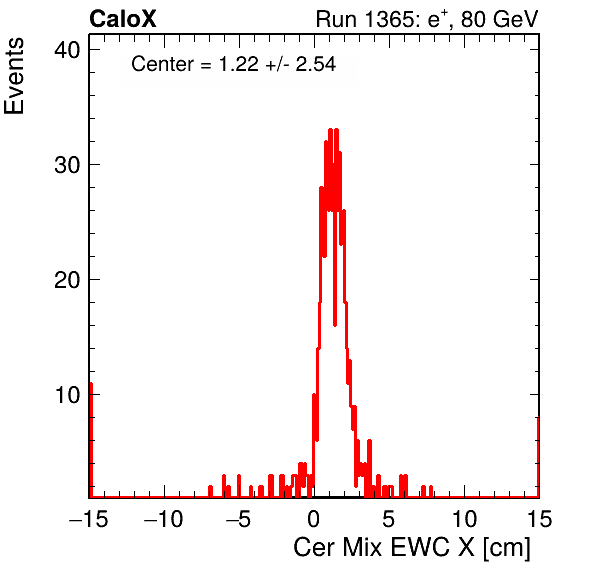 CaloX Run 1365: e+, 80 GeV
Center = 1.22 +/- 2.54
Events
40
30
20
10
−15 −10 −5 0 5 10 15
Cer Mix EWC X [cm]